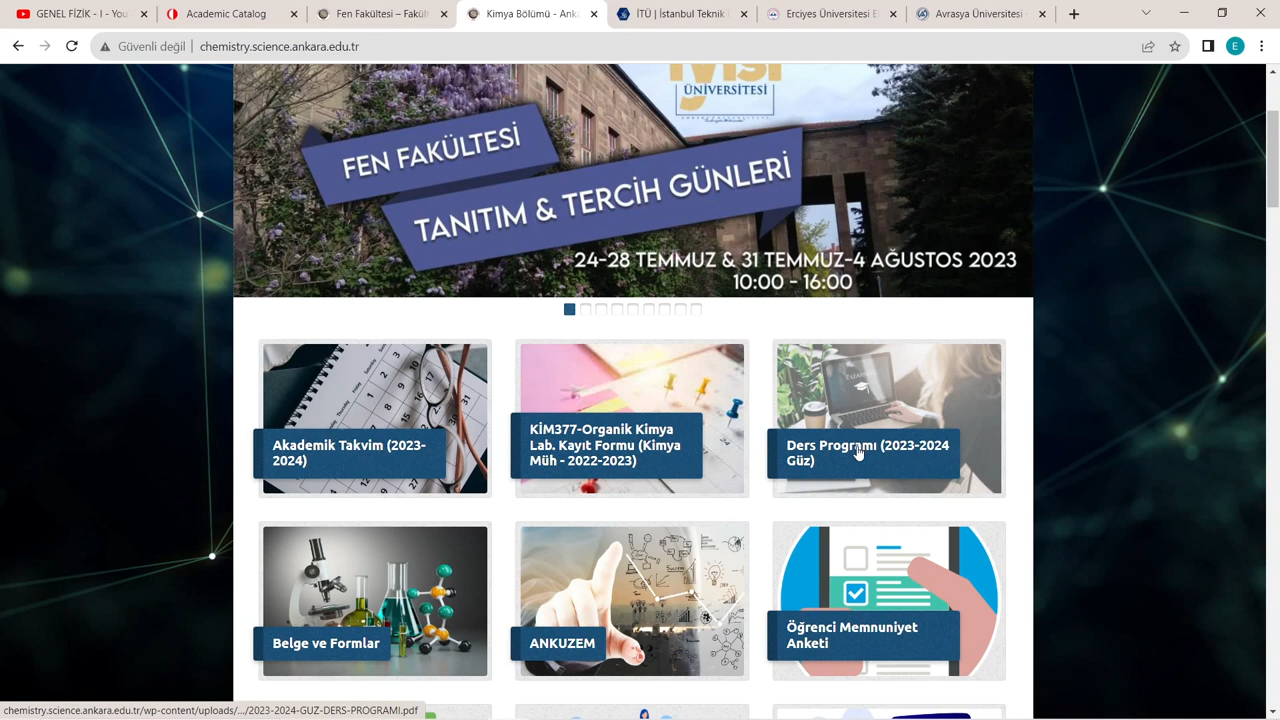 GENEL FİZİK - I - You
Academic Catalog
Fen Fakültesi – Fakül
Kimya Bölümü - Ank
İTÜ | İstanbul Teknik
Erciyes Üniversitesi E
Avrasya Üniversitesi -
Güvenli değil
chemistry.science.ankara.edu.tr
E
ÜNİVERSİTESİ
FEN FAKÜLTESİ
TANITIM & TERCİH GÜNLERİ
24-28 TEMMUZ & 31 TEMMUZ-4 AĞUSTOS 2023
10:00 - 16:00
Akademik Takvim (2023-
2024)
KİM377-Organik Kimya
Lab. Kayıt Formu (Kimya
Müh - 2022-2023)
Ders Programı (2023-2024
Güz)
Belge ve Formlar
ANKUZEM
Öğrenci Memnuniyet
Anketi
chemistry.science.ankara.edu.tr/wp-content/uploads/.../2023-2024-GUZ-DERS-PROGRAMI.pdf